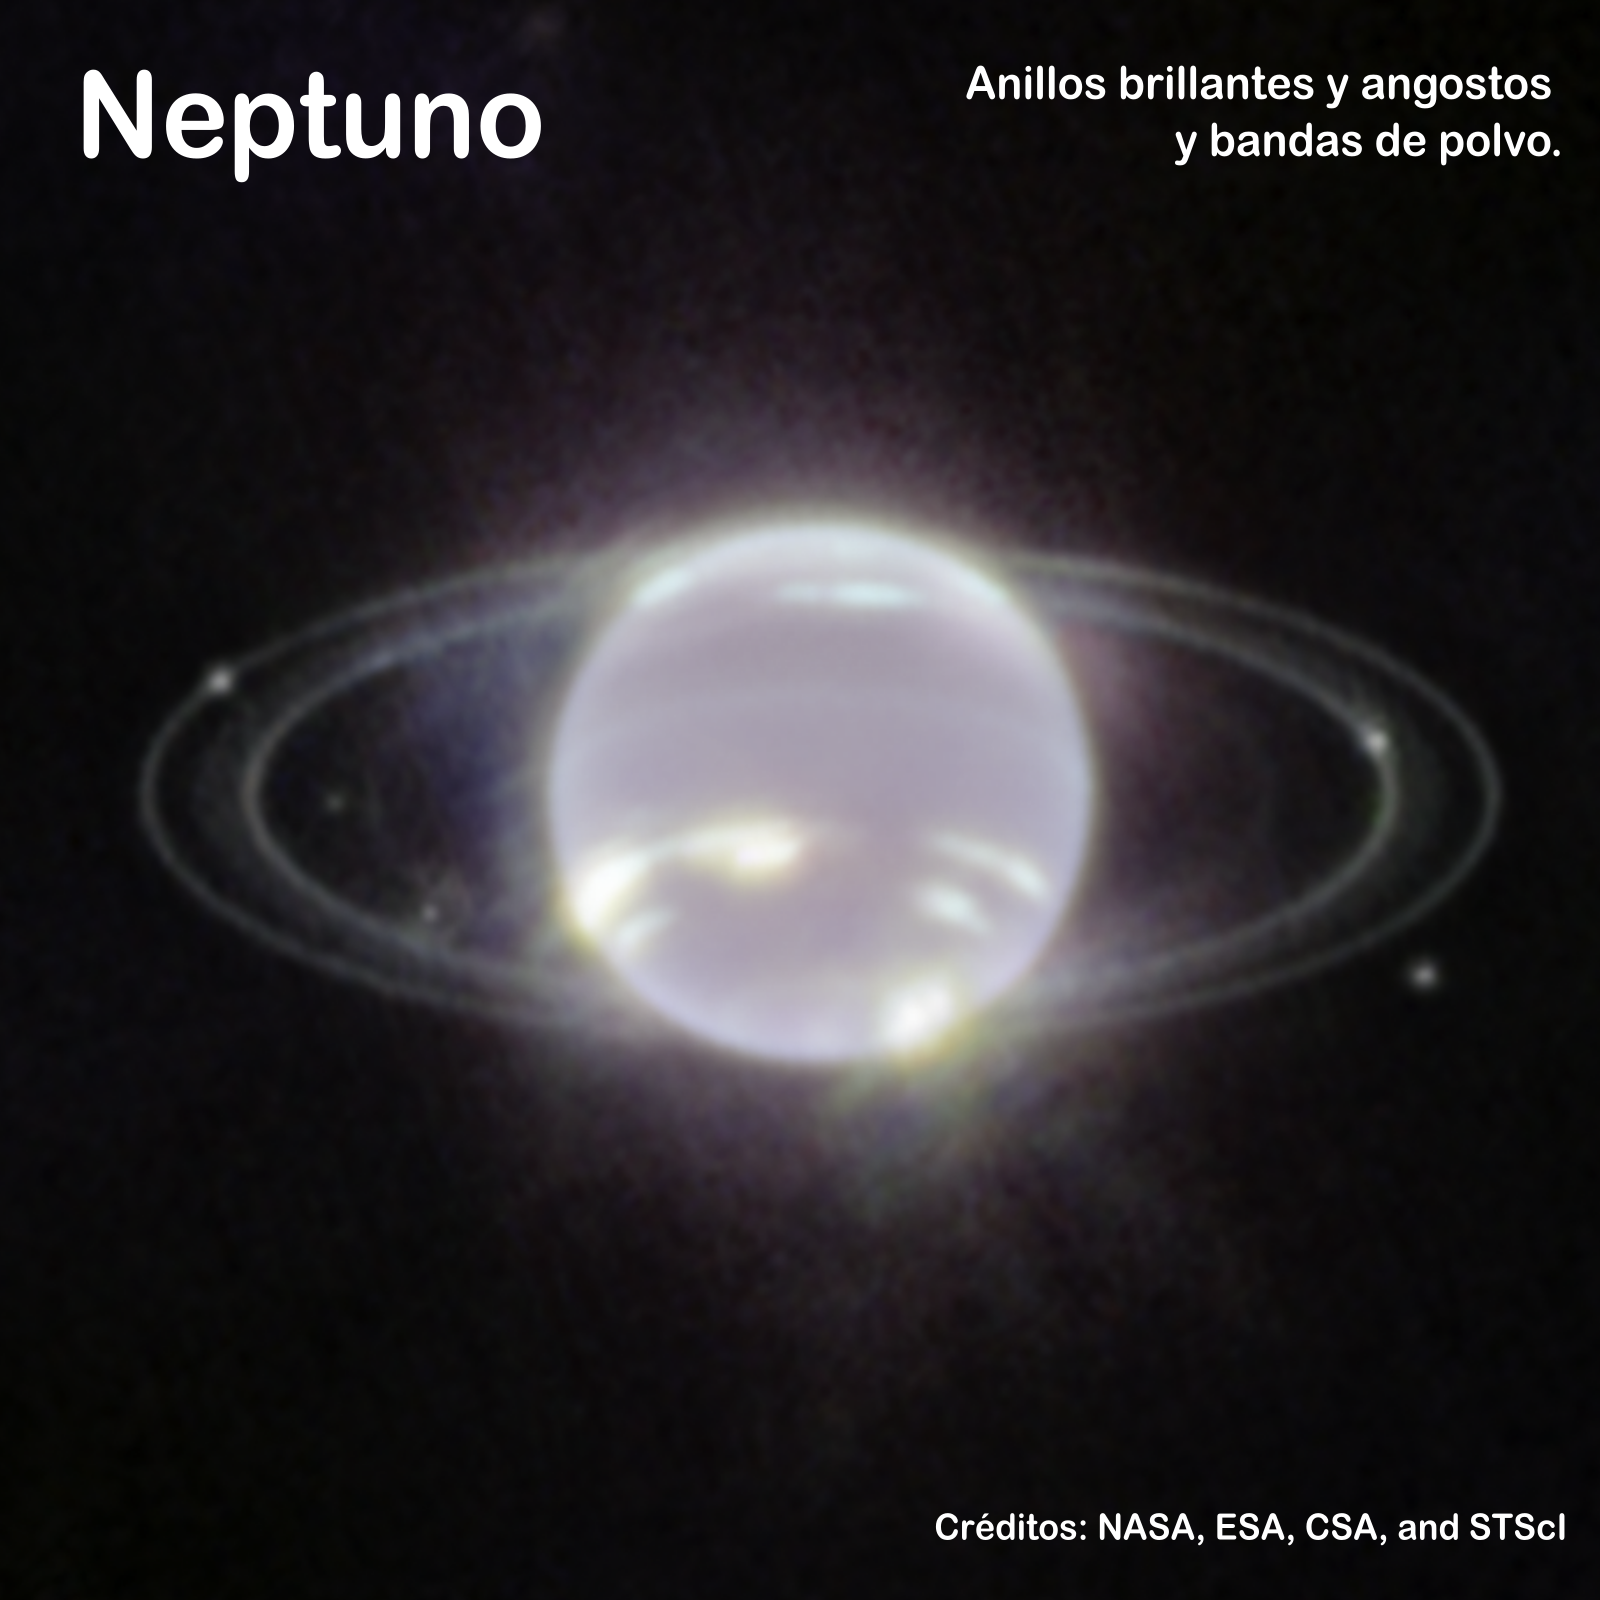 Neptuno
Anillos brillantes y angostos
y bandas de polvo.
Créditos: NASA, ESA, CSA, and STScI